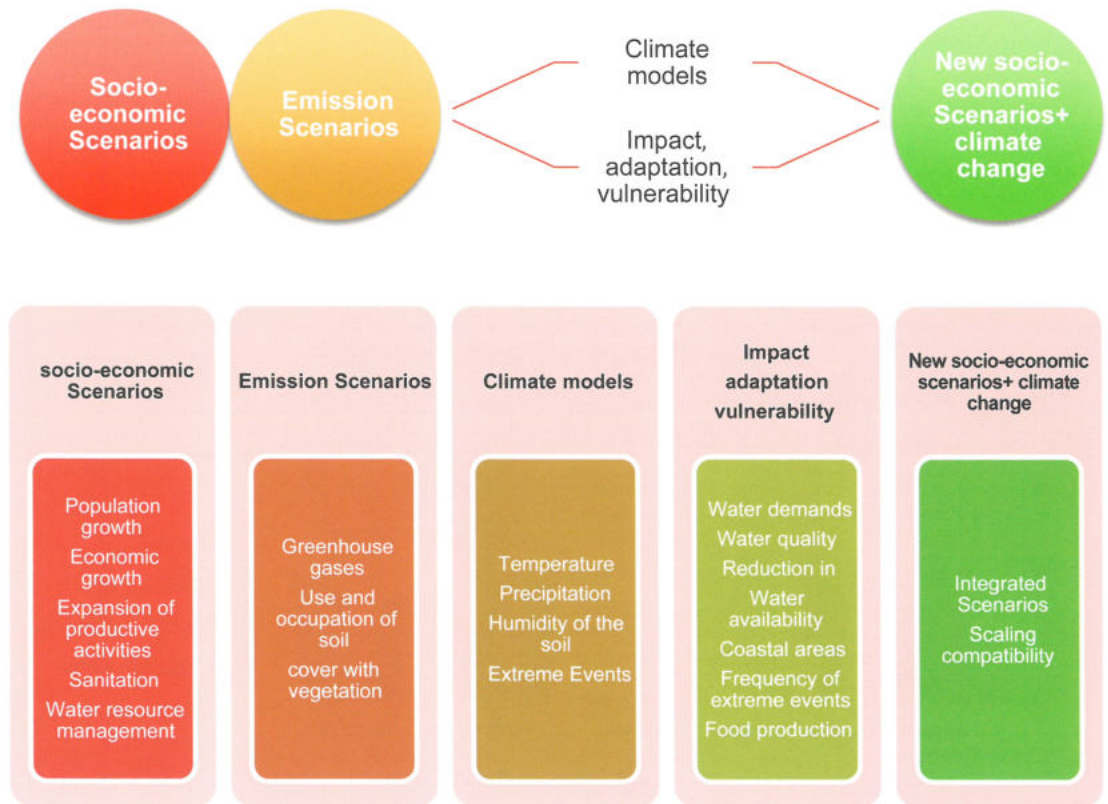 Socio-
economic
Scenarios
Emission
Scenarios
Climate
models
Impact,
adaptation,
vulnerability
New socio-
economic
Scenarios+
climate
change
socio-economic
Scenarios
Population
growth
Economic
growth
Expansion of
productive
activities
Sanitation
Water resource
management
Emission Scenarios
Greenhouse
gases
Use and
occupation of
soil
cover with
vegetation
Climate models
Temperature
Precipitation
Humidity of the
soil
Extreme Events
Impact
adaptation
vulnerability
Water demands
Water quality
Reduction in
Water
availability
Coastal areas
Frequency of
extreme events
Food production
New socio-economic
scenarios+ climate
change
Integrated
Scenarios
Scaling
compatibility